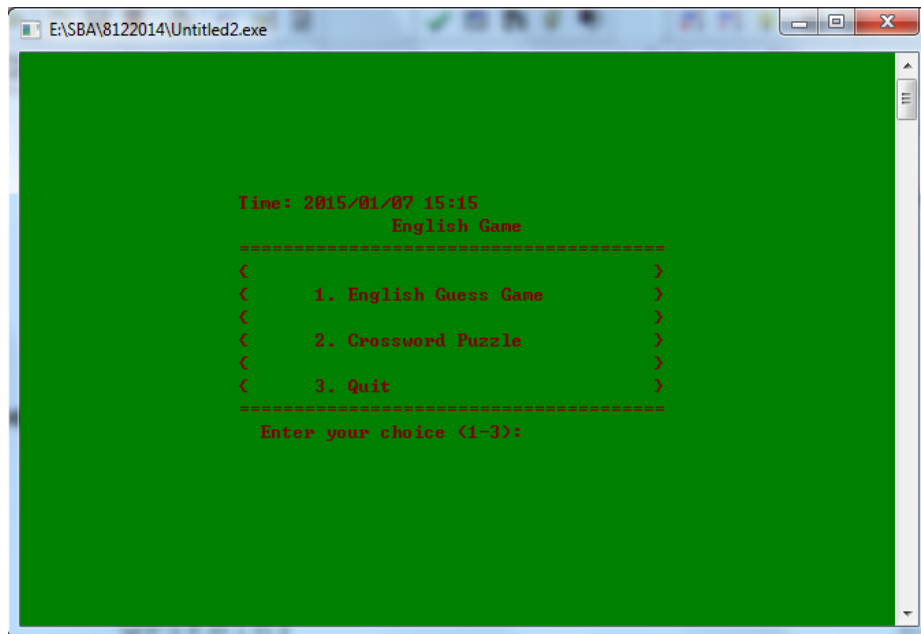 E:\SBA\8122014\Untitled2.exe
Time: 2015/01/07 15:15
English Game
=======================================
{                                     }
{      1. English Guess Game          }
{                                     }
{      2. Crossword Puzzle            }
{                                     }
{      3. Quit                        }
=======================================
Enter your choice (1-3):